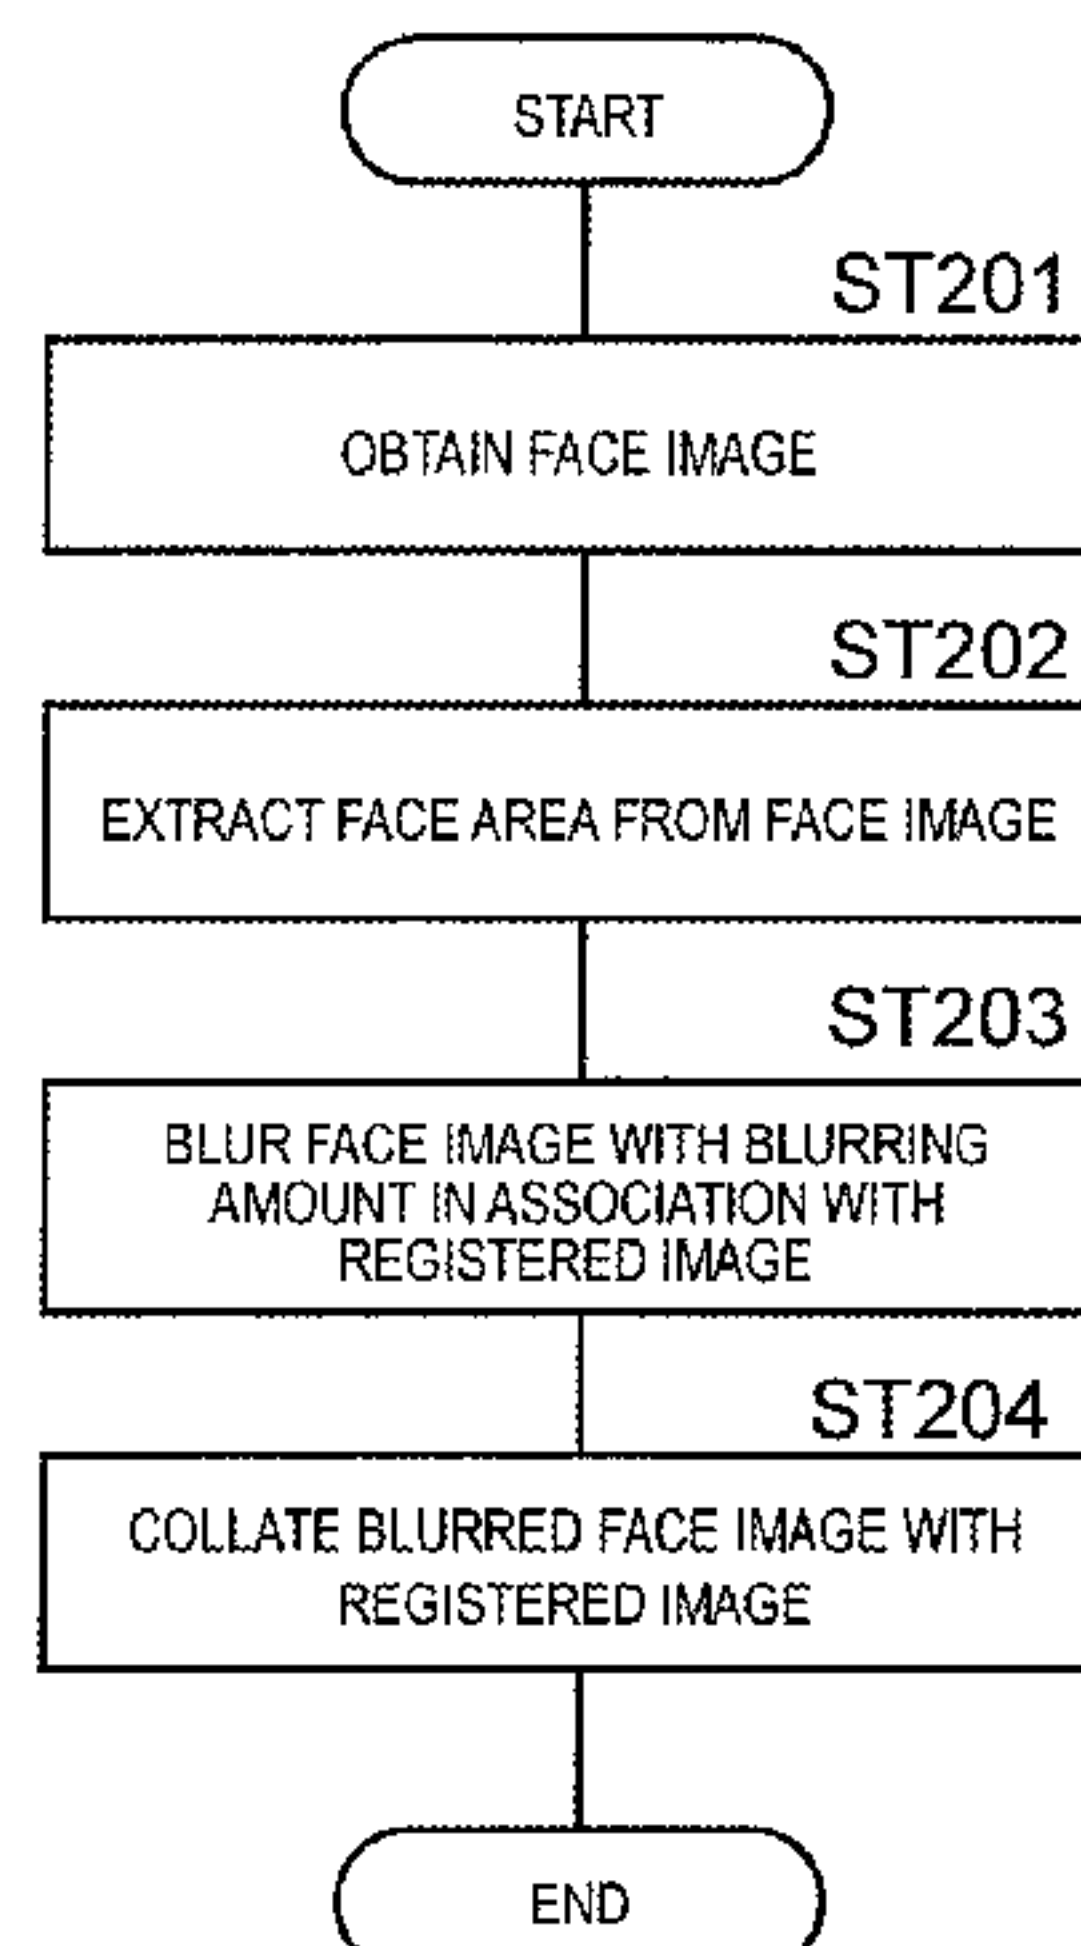 START
ST201
OBTAIN FACE IMAGE
ST202
EXTRACT FACE AREA FROM FACE IMAGE
ST203
BLUR FACE IMAGE WITH BLURRING
AMOUNT IN ASSOCIATION WITH
REGISTERED IMAGE
ST204
COLLATE BLURRED FACE IMAGE WITH
REGISTERED IMAGE
END